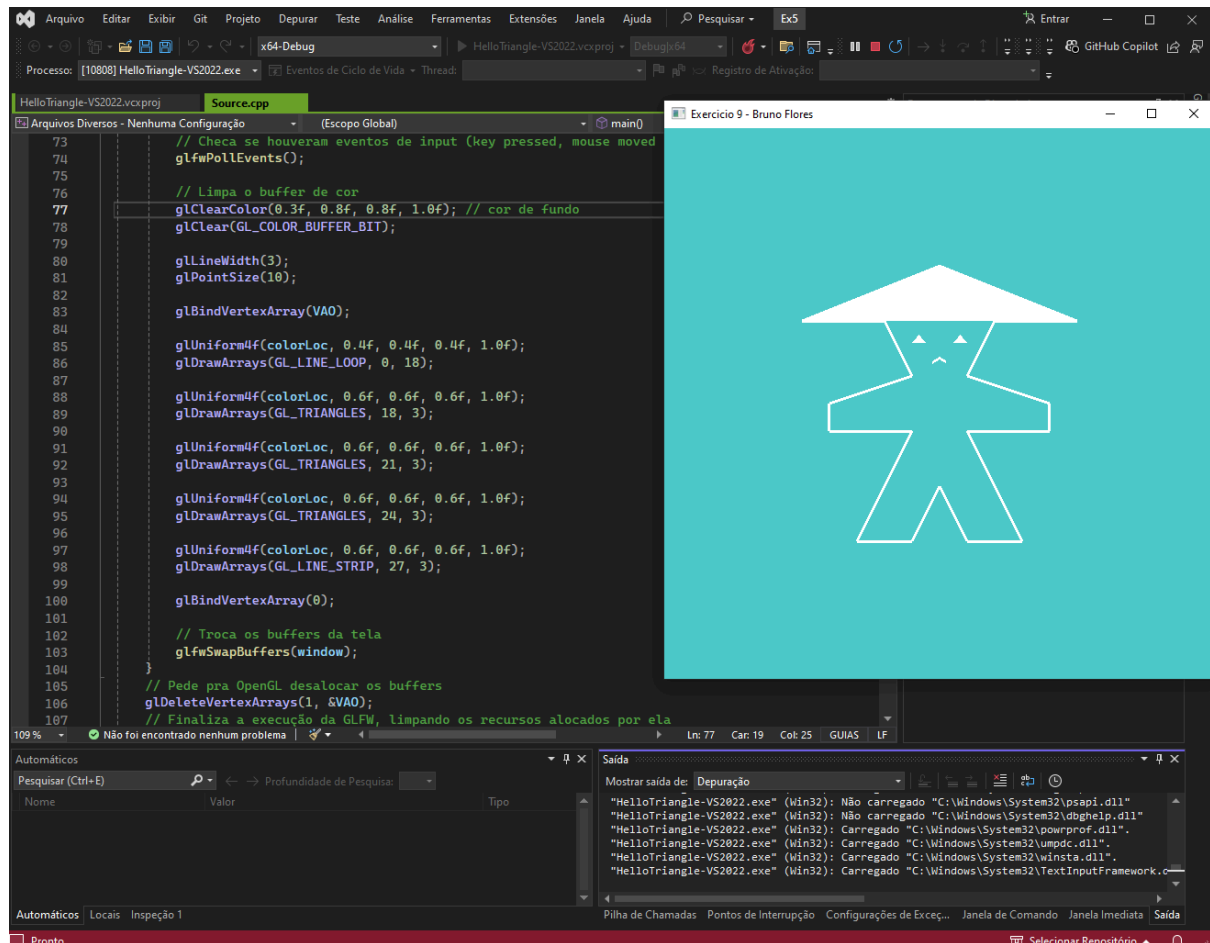 Arquivo Editar Exibir Git Projeto Depurar Teste Análise Ferramentas Extensões Janela Ajuda Pesquisar Ex5 Entrar
x64-Debug HelloTriangle-VS2022.vcxproj Debug|x64 GitHub Copilot
Processo: [10808] HelloTriangle-VS2022.exe Eventos de Ciclo de Vida Thread: Registro de Ativação:
HelloTriangle-VS2022.vcxproj Source.cpp
Arquivos Diversos - Nenhuma Configuração (Escopo Global) main()
Exercicio 9 - Bruno Flores
73 // Checa se houveram eventos de input (key pressed, mouse moved
74 glfwPollEvents();
75
76 // Limpa o buffer de cor
77 glClearColor(0.3f, 0.8f, 0.8f, 1.0f); // cor de fundo
78 glClear(GL_COLOR_BUFFER_BIT);
79
80 glLineWidth(3);
81 glPointSize(10);
82
83 glBindVertexArray(VAO);
84
85 glUniform4f(colorLoc, 0.4f, 0.4f, 0.4f, 1.0f);
86 glDrawArrays(GL_LINE_LOOP, 0, 18);
87
88 glUniform4f(colorLoc, 0.6f, 0.6f, 0.6f, 1.0f);
89 glDrawArrays(GL_TRIANGLES, 18, 3);
90
91 glUniform4f(colorLoc, 0.6f, 0.6f, 0.6f, 1.0f);
92 glDrawArrays(GL_TRIANGLES, 21, 3);
93
94 glUniform4f(colorLoc, 0.6f, 0.6f, 0.6f, 1.0f);
95 glDrawArrays(GL_TRIANGLES, 24, 3);
96
97 glUniform4f(colorLoc, 0.6f, 0.6f, 0.6f, 1.0f);
98 glDrawArrays(GL_LINE_STRIP, 27, 3);
99
100 glBindVertexArray(0);
101
102 // Troca os buffers da tela
103 glfwSwapBuffers(window);
104 }
105 // Pede pra OpenGL desalocar os buffers
106 glDeleteVertexArrays(1, &VAO);
107 // Finaliza a execução da GLFW, limpando os recursos alocados por ela
109 % Não foi encontrado nenhum problema Ln: 77 Car: 19 Col: 25 GUIAS LF
Automáticos
Pesquisar (Ctrl+E) Profundidade de Pesquisa:
Nome Valor Tipo
Saída
Mostrar saída de: Depuração
"HelloTriangle-VS2022.exe" (Win32): Não carregado "C:\Windows\System32\psapi.dll"
"HelloTriangle-VS2022.exe" (Win32): Não carregado "C:\Windows\System32\dbghelp.dll"
"HelloTriangle-VS2022.exe" (Win32): Carregado "C:\Windows\System32\powrprof.dll".
"HelloTriangle-VS2022.exe" (Win32): Carregado "C:\Windows\System32\umpdc.dll".
"HelloTriangle-VS2022.exe" (Win32): Carregado "C:\Windows\System32\winsta.dll".
"HelloTriangle-VS2022.exe" (Win32): Carregado "C:\Windows\System32\TextInputFramework.
Automáticos Locais Inspeção 1
Pilha de Chamadas Pontos de Interrupção Configurações de Exceç... Janela de Comando Janela Imediata Saída
Pronto Selecionar Repositório